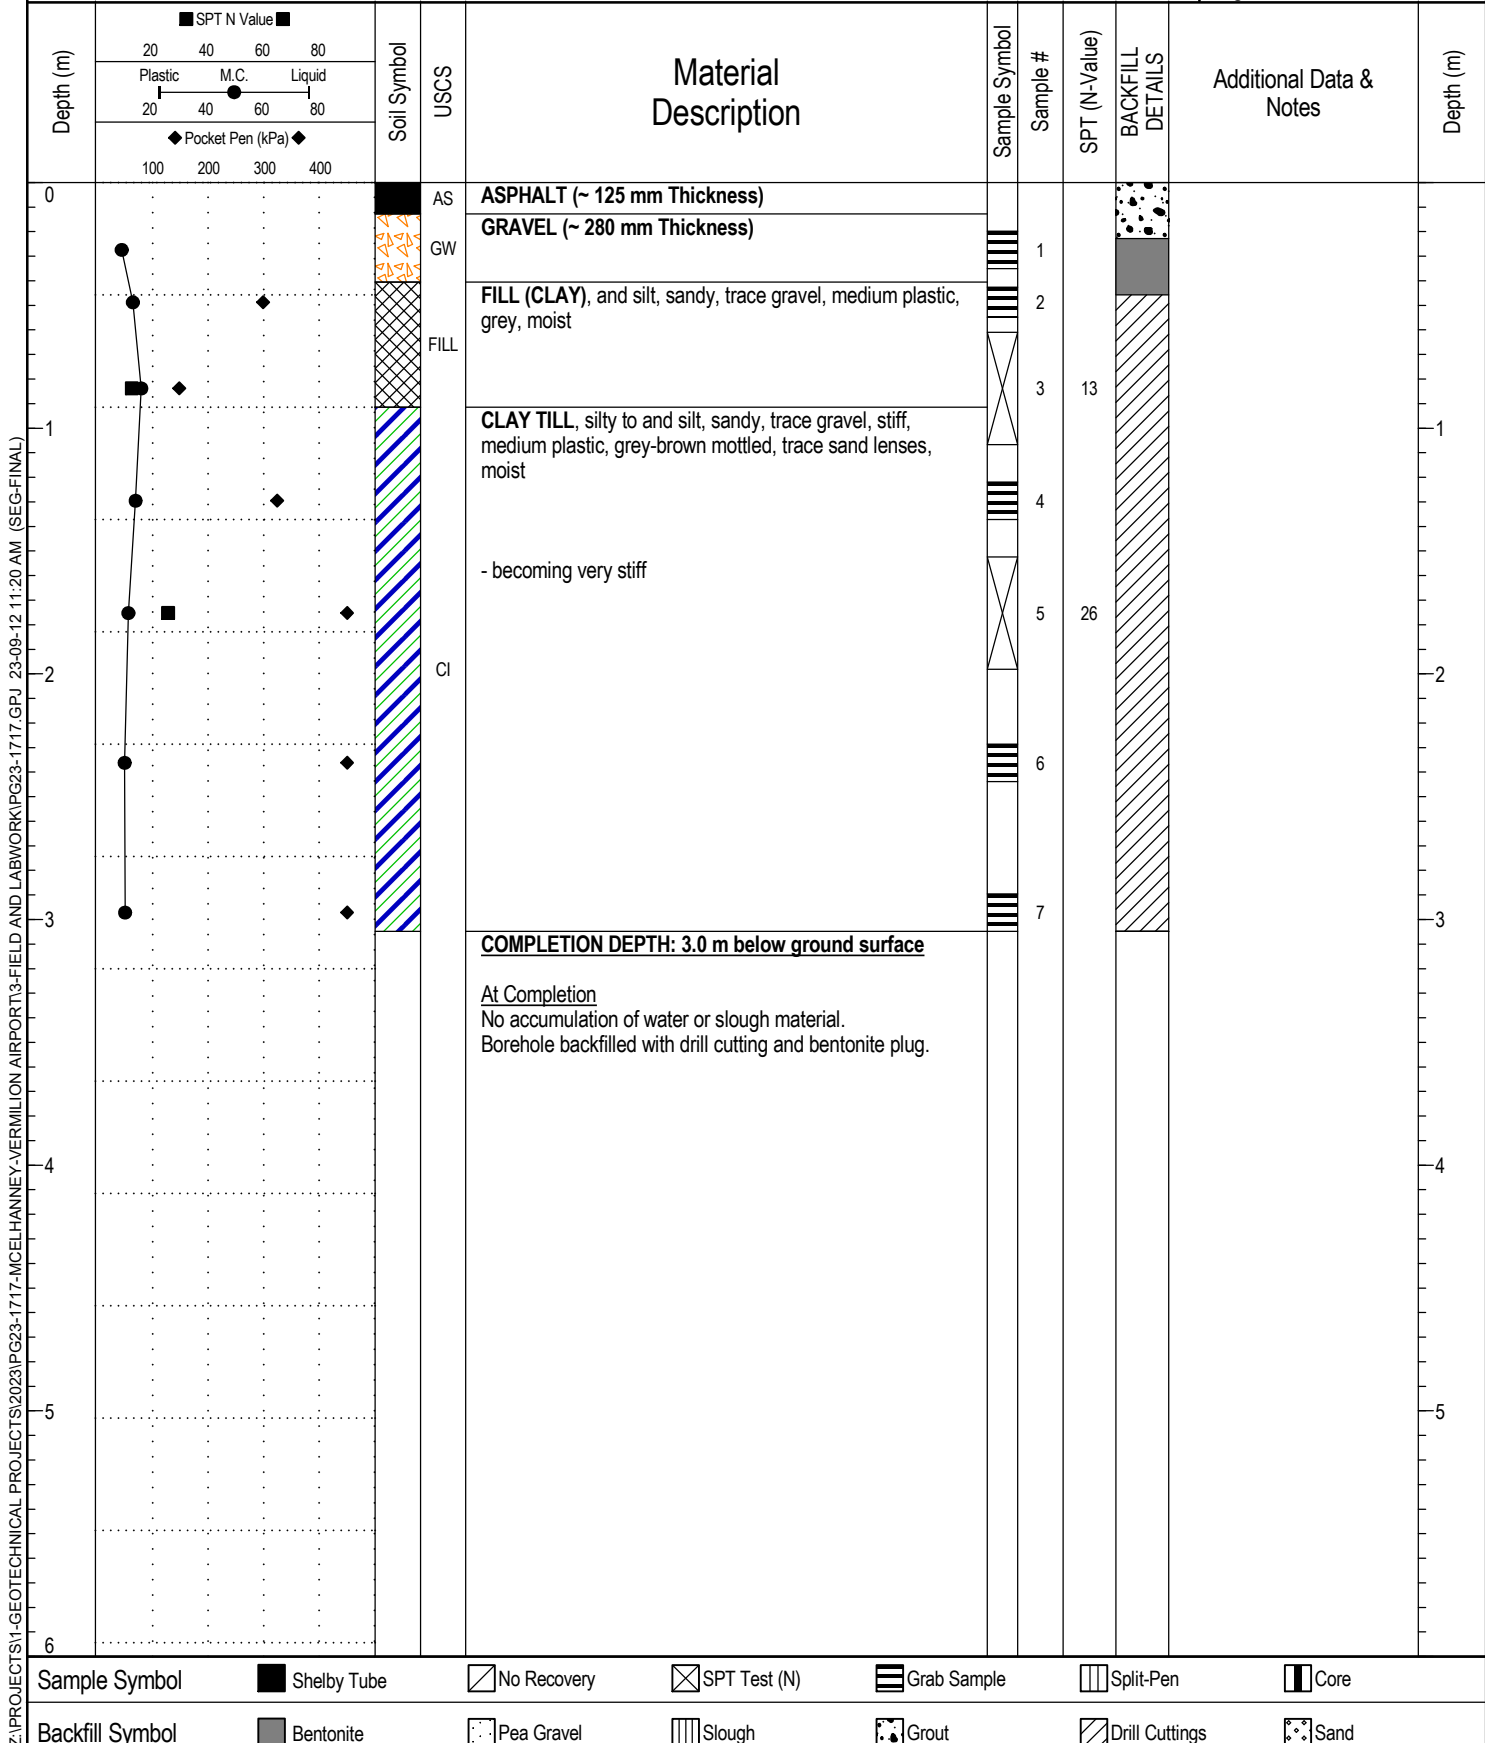 SPT N Value
20 40 60 80
Plastic M.C. Liquid
20 40 60 80
Pocket Pen (kPa)
100 200 300 400
Depth (m)
Soil Symbol
USCS
Material
Description
Sample Symbol
Sample #
SPT (N-Value)
BACKFILL
DETAILS
Additional Data &
Notes
Depth (m)
0
AS
ASPHALT (~ 125 mm Thickness)
GW
GRAVEL (~ 280 mm Thickness)
1
FILL
FILL (CLAY), and silt, sandy, trace gravel, medium plastic,
grey, moist
2
3 13
1
CLAY TILL, silty to and silt, sandy, trace gravel, stiff,
medium plastic, grey-brown mottled, trace sand lenses,
moist
1
4
- becoming very stiff
5 26
2
CI
2
6
7
3
3
COMPLETION DEPTH: 3.0 m below ground surface
At Completion
No accumulation of water or slough material.
Borehole backfilled with drill cutting and bentonite plug.
4
4
5
5
6
Sample Symbol Shelby Tube No Recovery SPT Test (N) Grab Sample Split-Pen Core
Backfill Symbol Bentonite Pea Gravel Slough Grout Drill Cuttings Sand
Z:\PROJECTS\1-GEOTECHNICAL PROJECTS\2023\PG23-1717-MCELHANNEY-VERMILION AIRPORT\3-FIELD AND LABWORK\PG23-1717.GPJ 23-09-12 11:20 AM (SEG-FINAL)